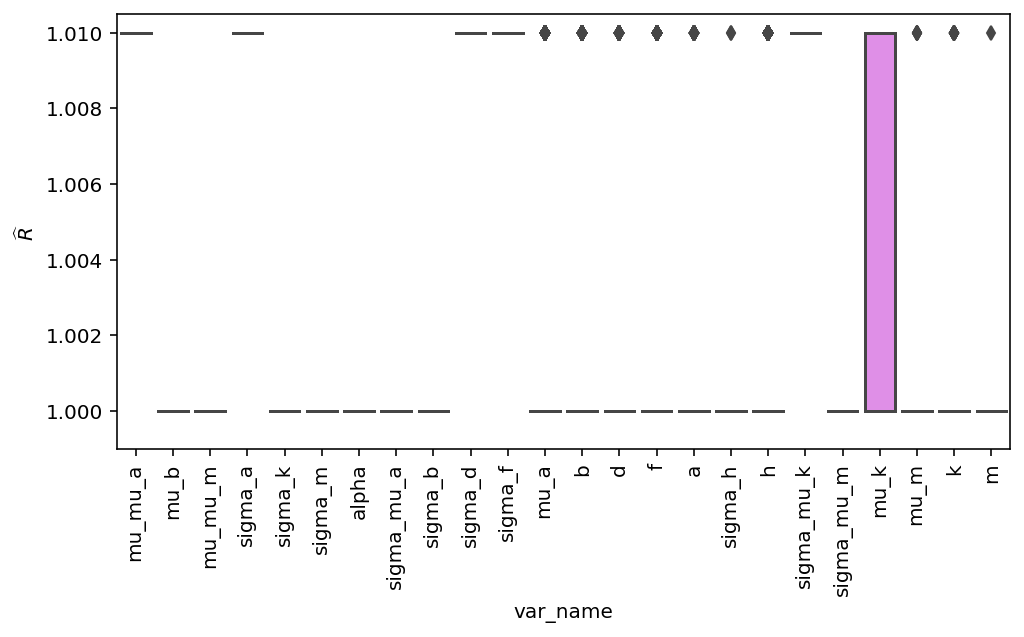 1.010
1.008
1.006
1.004
1.002
1.000
R̂
mu_mu_a
mu_b
mu_mu_m
sigma_a
sigma_k
sigma_m
alpha
sigma_mu_a
sigma_b
sigma_d
sigma_f
mu_a
b
d
f
a
sigma_h
h
sigma_mu_k
sigma_mu_m
mu_k
mu_m
k
m
var_name